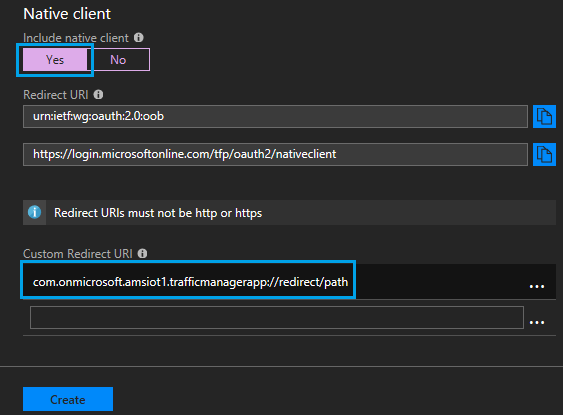 Native client
Include native client
Yes No
Redirect URI
urn:ietf:wg:oauth:2.0:oob
https://login.microsoftonline.com/tfp/oauth2/nativeclient
Redirect URIs must not be http or https
Custom Redirect URI
com.onmicrosoft.amsiot1.trafficmanagerapp://redirect/path
Create